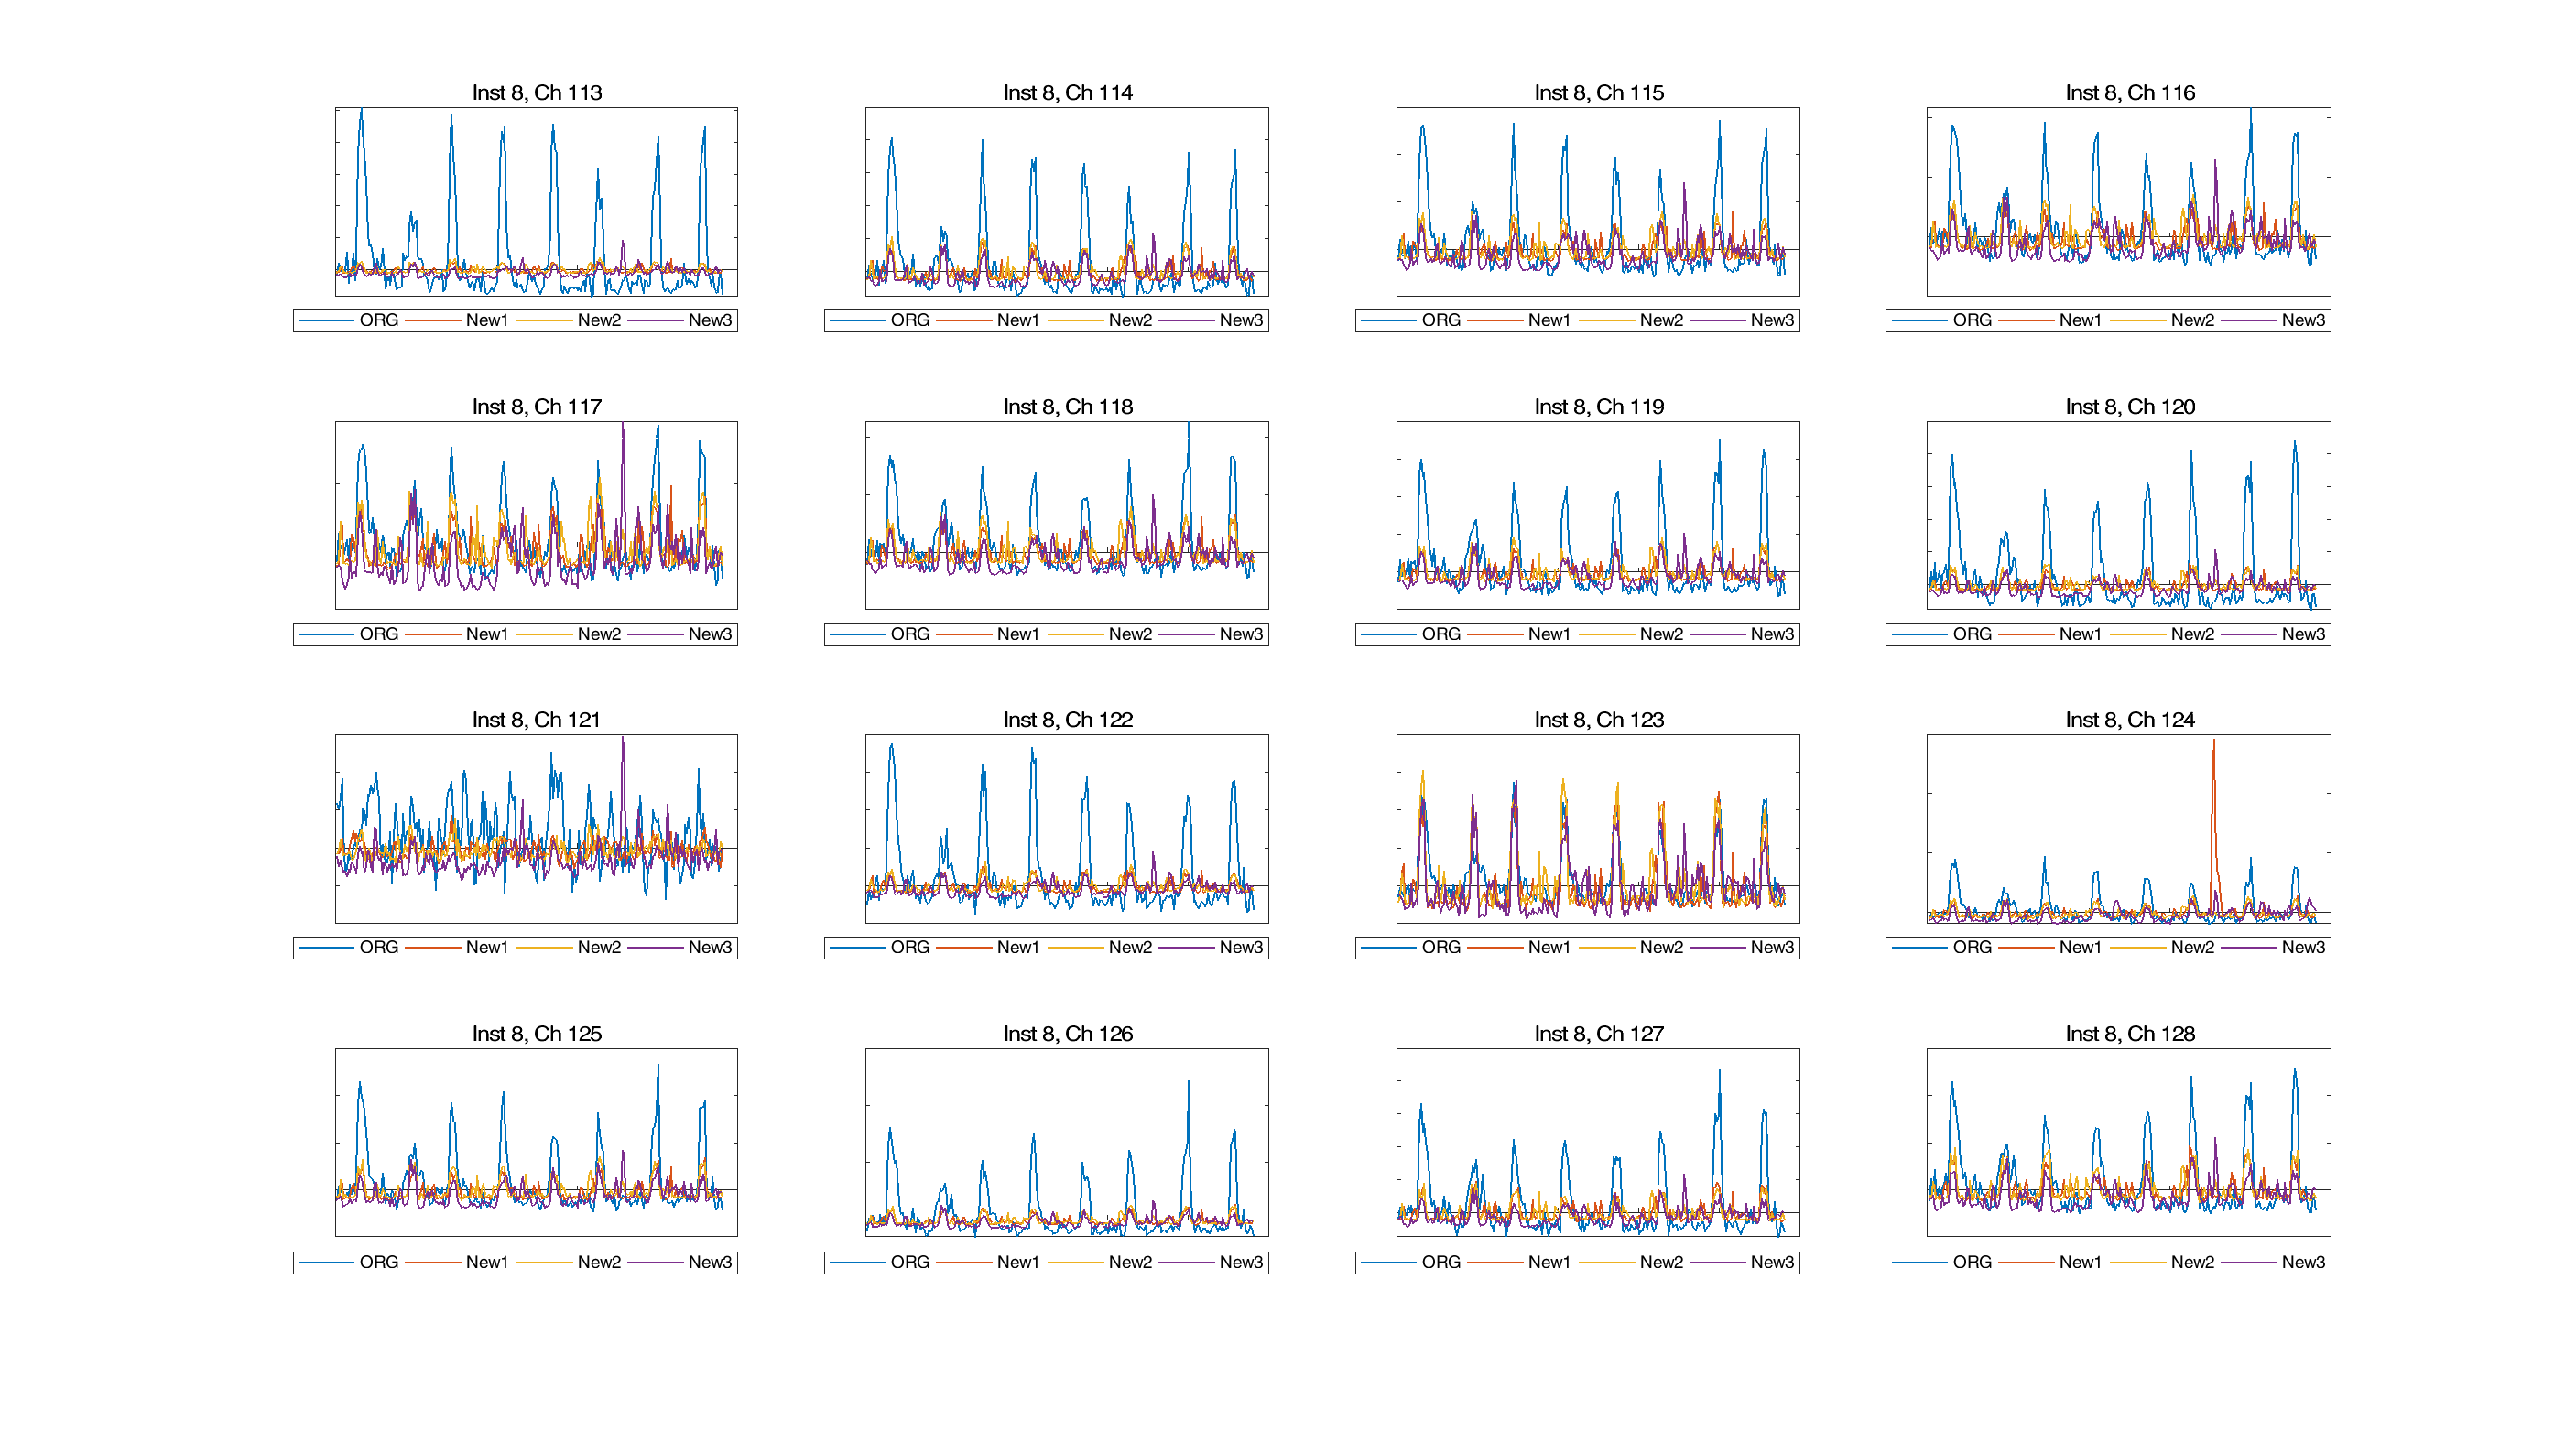 Inst 8, Ch 113
Inst 8, Ch 114
Inst 8, Ch 115
Inst 8, Ch 116
ORG New1 New2 New3
ORG New1 New2 New3
ORG New1 New2 New3
ORG New1 New2 New3
Inst 8, Ch 117
Inst 8, Ch 118
Inst 8, Ch 119
Inst 8, Ch 120
ORG New1 New2 New3
ORG New1 New2 New3
ORG New1 New2 New3
ORG New1 New2 New3
Inst 8, Ch 121
Inst 8, Ch 122
Inst 8, Ch 123
Inst 8, Ch 124
ORG New1 New2 New3
ORG New1 New2 New3
ORG New1 New2 New3
ORG New1 New2 New3
Inst 8, Ch 125
Inst 8, Ch 126
Inst 8, Ch 127
Inst 8, Ch 128
ORG New1 New2 New3
ORG New1 New2 New3
ORG New1 New2 New3
ORG New1 New2 New3